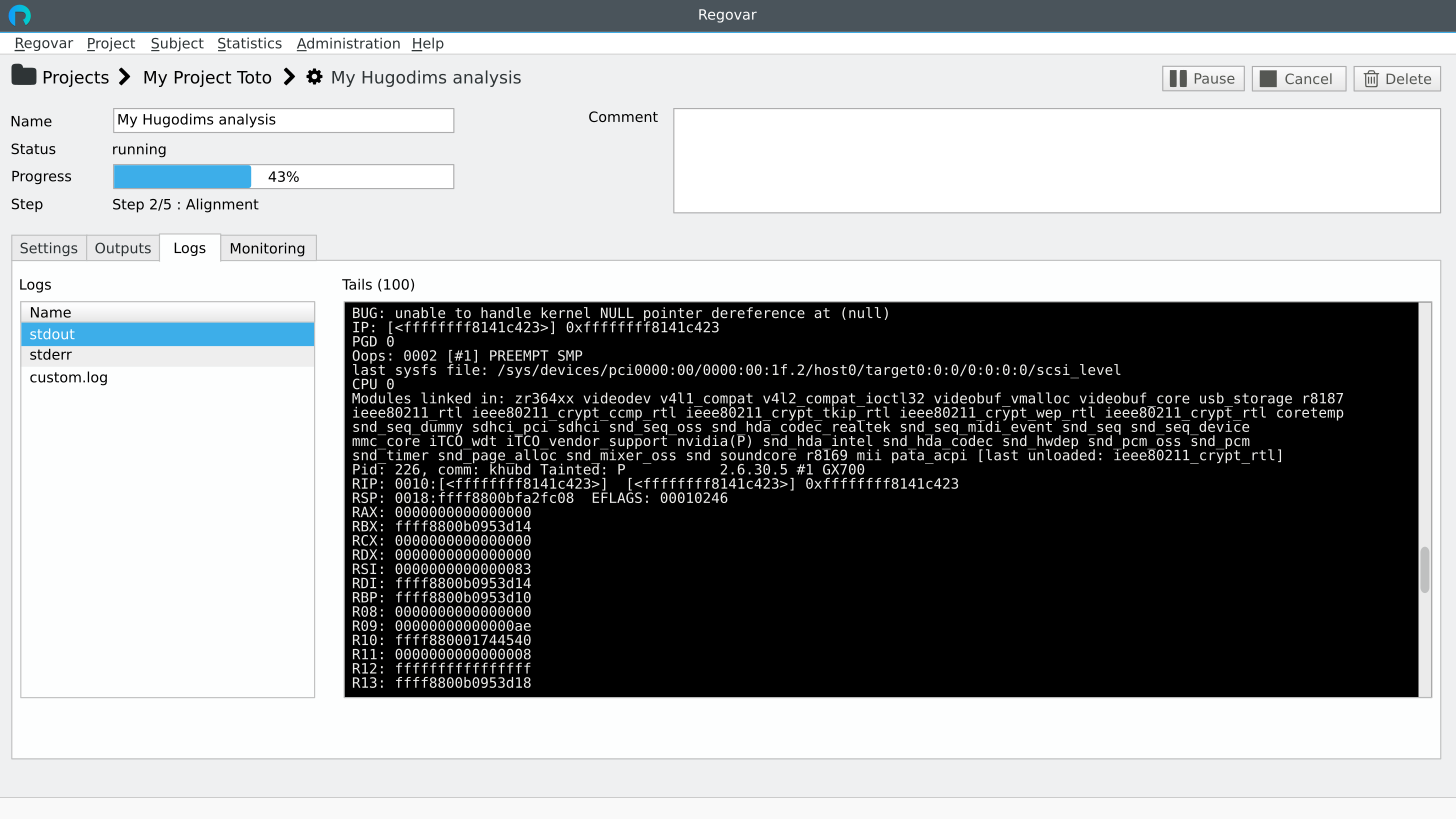 Regovar
Regovar Project Subject Statistics Administration Help
Projects My Project Toto My Hugodims analysis
Pause Cancel Delete
Name My Hugodims analysis
Comment
Status running
Progress 43%
Step Step 2/5 : Alignment
Settings Outputs Logs Monitoring
Logs
Name
stdout
stderr
custom.log
Tails (100)
BUG: unable to handle kernel NULL pointer dereference at (null)
IP: [<ffffffff8141c423>] 0xffffffff8141c423
PGD 0
Oops: 0002 [#1] PREEMPT SMP
last sysfs file: /sys/devices/pci0000:00/0000:00:1f.2/host0/target0:0:0/0:0:0:0/scsi_level
CPU 0
Modules linked in: zr364xx videodev v4l1_compat v4l2_compat_ioctl32 videobuf_vmalloc videobuf_core usb_storage r8187
ieee80211_rtl ieee80211_crypt_ccmp_rtl ieee80211_crypt_tkip_rtl ieee80211_crypt_wep_rtl ieee80211_crypt_rtl coretemp
snd_seq_dummy sdhci_pci sdhci snd_seq_oss snd_hda_codec_realtek snd_seq_midi_event snd_seq snd_seq_device
mmc_core iTCO_wdt iTCO_vendor_support nvidia(P) snd_hda_intel snd_hda_codec snd_hwdep snd_pcm_oss snd_pcm
snd_timer snd_page_alloc snd_mixer_oss snd soundcore r8169 mii pata_acpi [last unloaded: ieee80211_crypt_rtl]
Pid: 226, comm: khubd Tainted: P           2.6.30.5 #1 GX700
RIP: 0010:[<ffffffff8141c423>]  [<ffffffff8141c423>] 0xffffffff8141c423
RSP: 0018:ffff8800bfa2fc08  EFLAGS: 00010246
RAX: 0000000000000000
RBX: ffff8800b0953d14
RCX: 0000000000000000
RDX: 0000000000000000
RSI: 0000000000000083
RDI: ffff8800b0953d14
RBP: ffff8800b0953d10
R08: 0000000000000000
R09: 00000000000000ae
R10: ffff880001744540
R11: 0000000000000008
R12: ffffffffffffffff
R13: ffff8800b0953d18